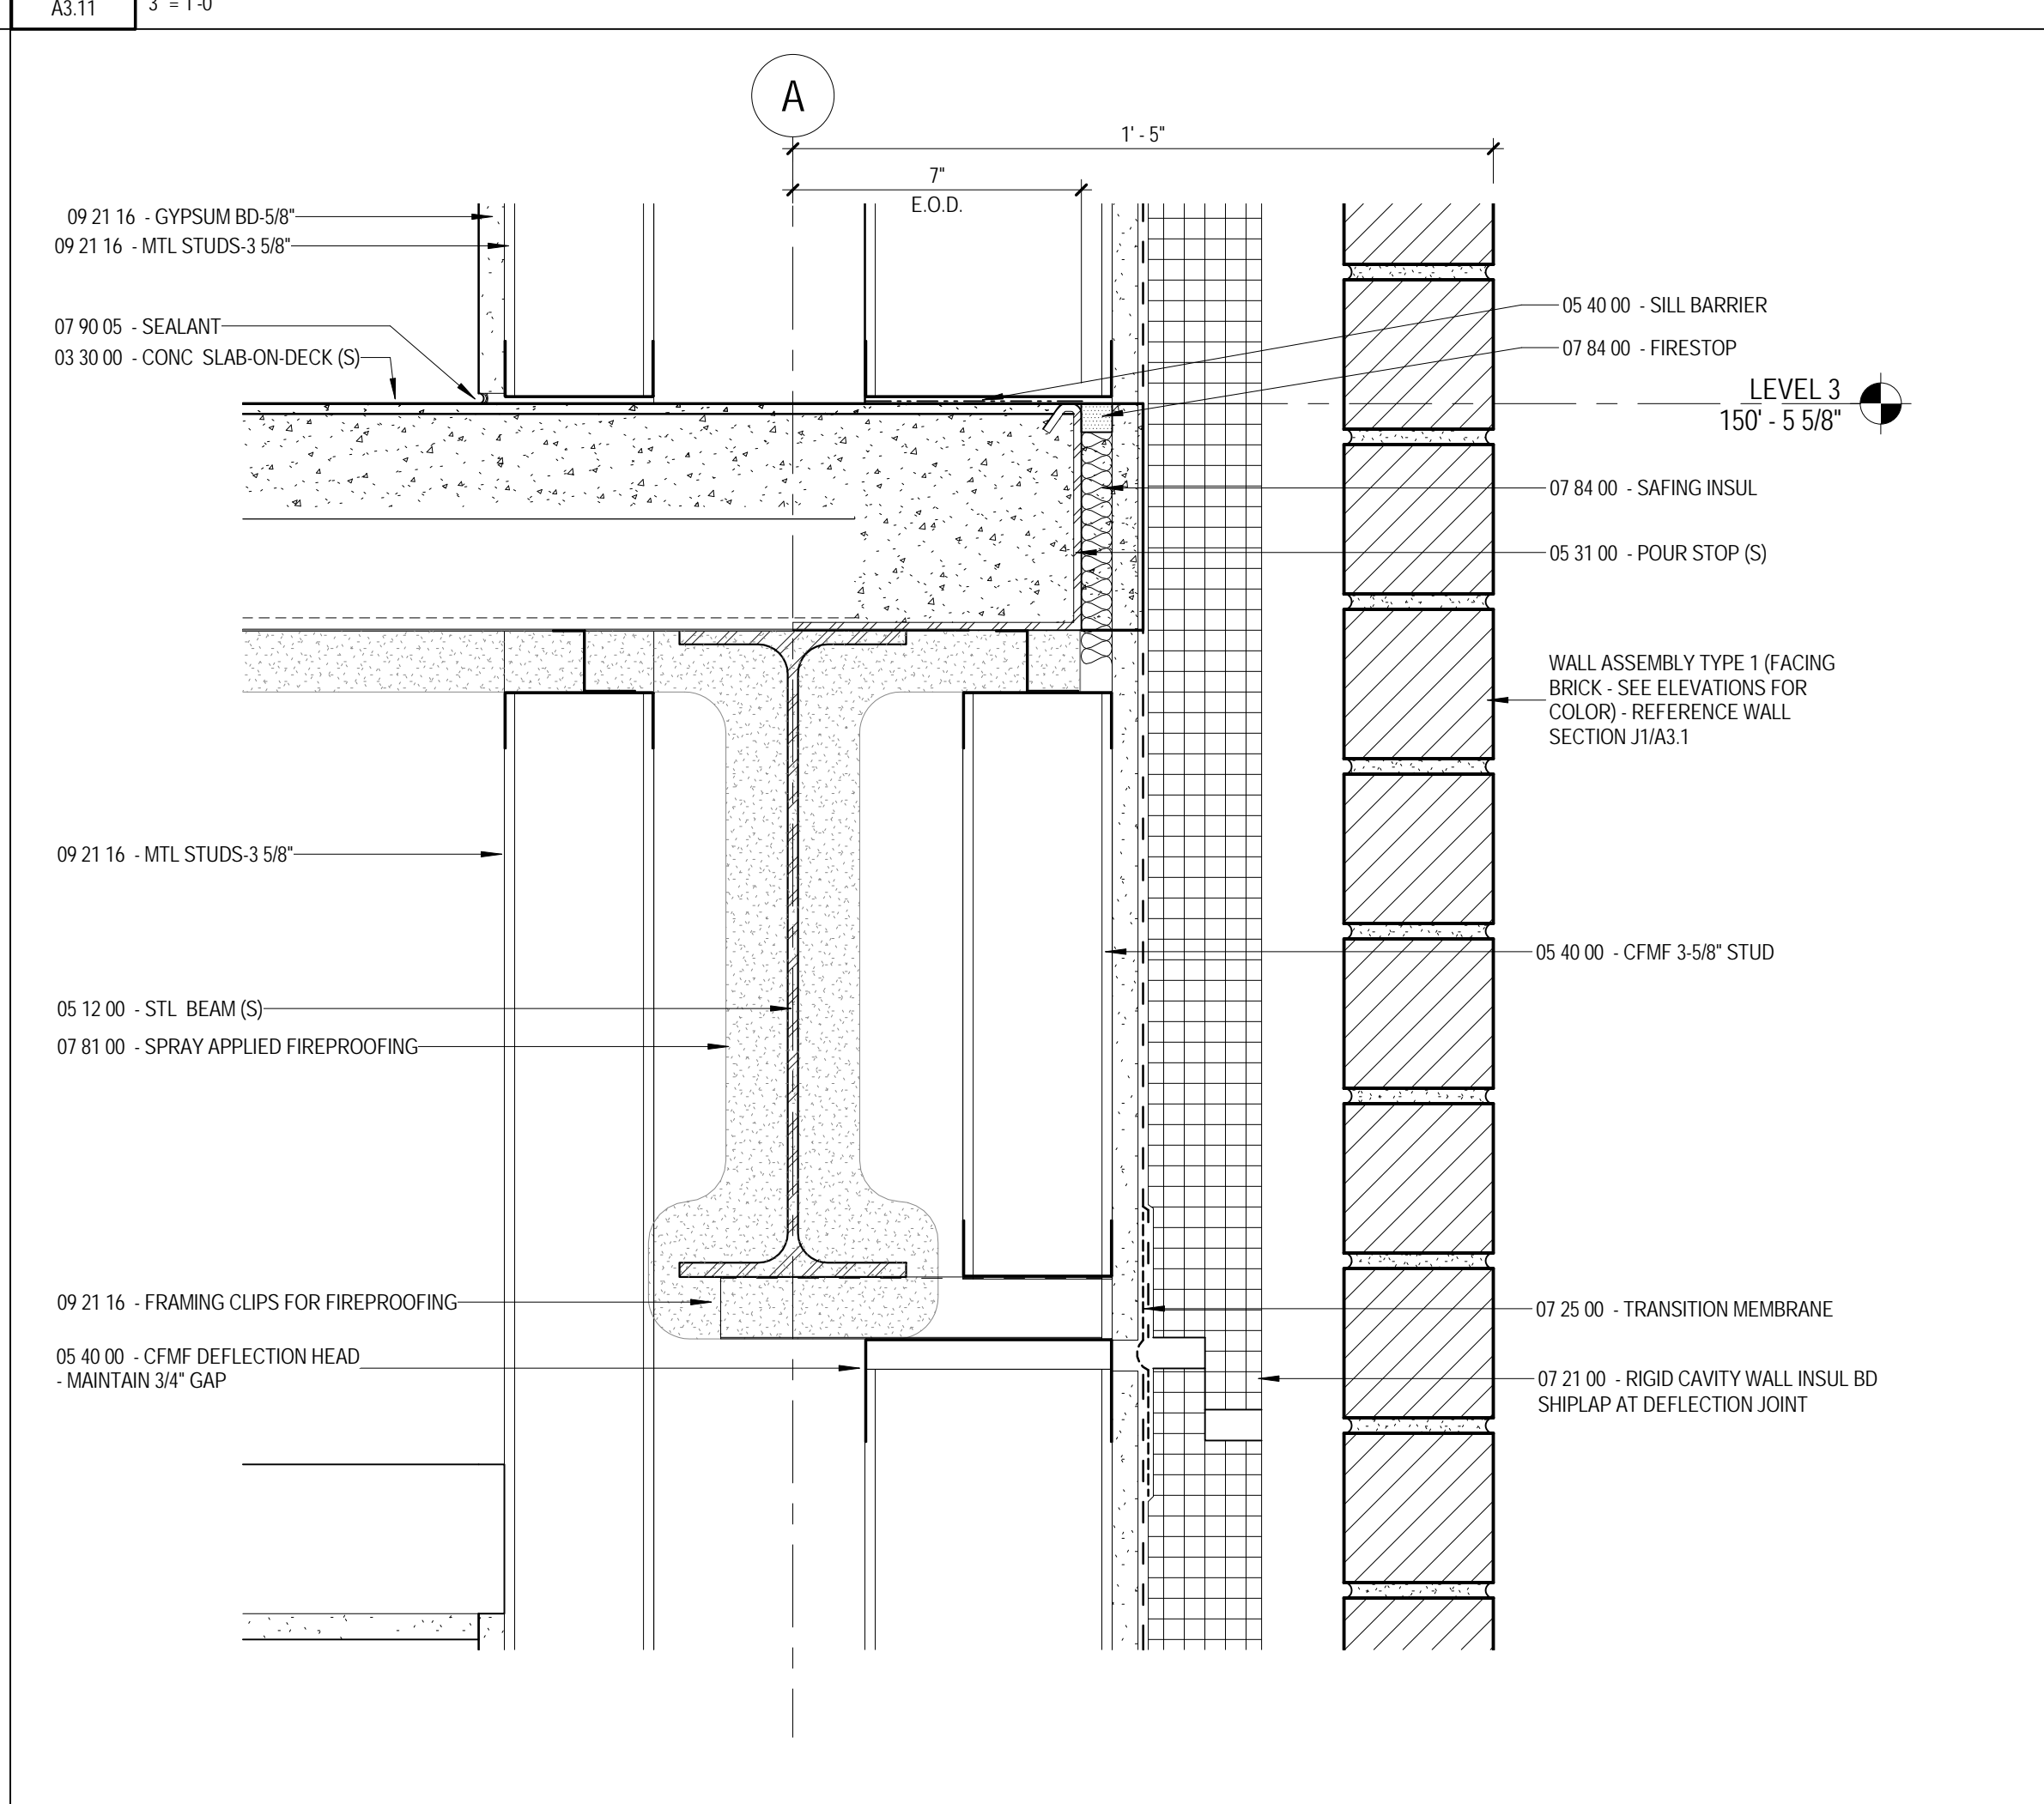 A3.11
3" = 1'-0"
A
1' - 5"
7"
E.O.D.
09 21 16 - GYPSUM BD-5/8"
09 21 16 - MTL STUDS-3 5/8"
07 90 05 - SEALANT
03 30 00 - CONC SLAB-ON-DECK (S)
05 40 00 - SILL BARRIER
07 84 00 - FIRESTOP
LEVEL 3
150' - 5 5/8"
07 84 00 - SAFING INSUL
05 31 00 - POUR STOP (S)
WALL ASSEMBLY TYPE 1 (FACING
BRICK - SEE ELEVATIONS FOR
COLOR) - REFERENCE WALL
SECTION J1/A3.1
09 21 16 - MTL STUDS-3 5/8"
05 40 00 - CFMF 3-5/8" STUD
05 12 00 - STL BEAM (S)
07 81 00 - SPRAY APPLIED FIREPROOFING
09 21 16 - FRAMING CLIPS FOR FIREPROOFING
07 25 00 - TRANSITION MEMBRANE
05 40 00 - CFMF DEFLECTION HEAD
- MAINTAIN 3/4" GAP
07 21 00 - RIGID CAVITY WALL INSUL BD
SHIPLAP AT DEFLECTION JOINT